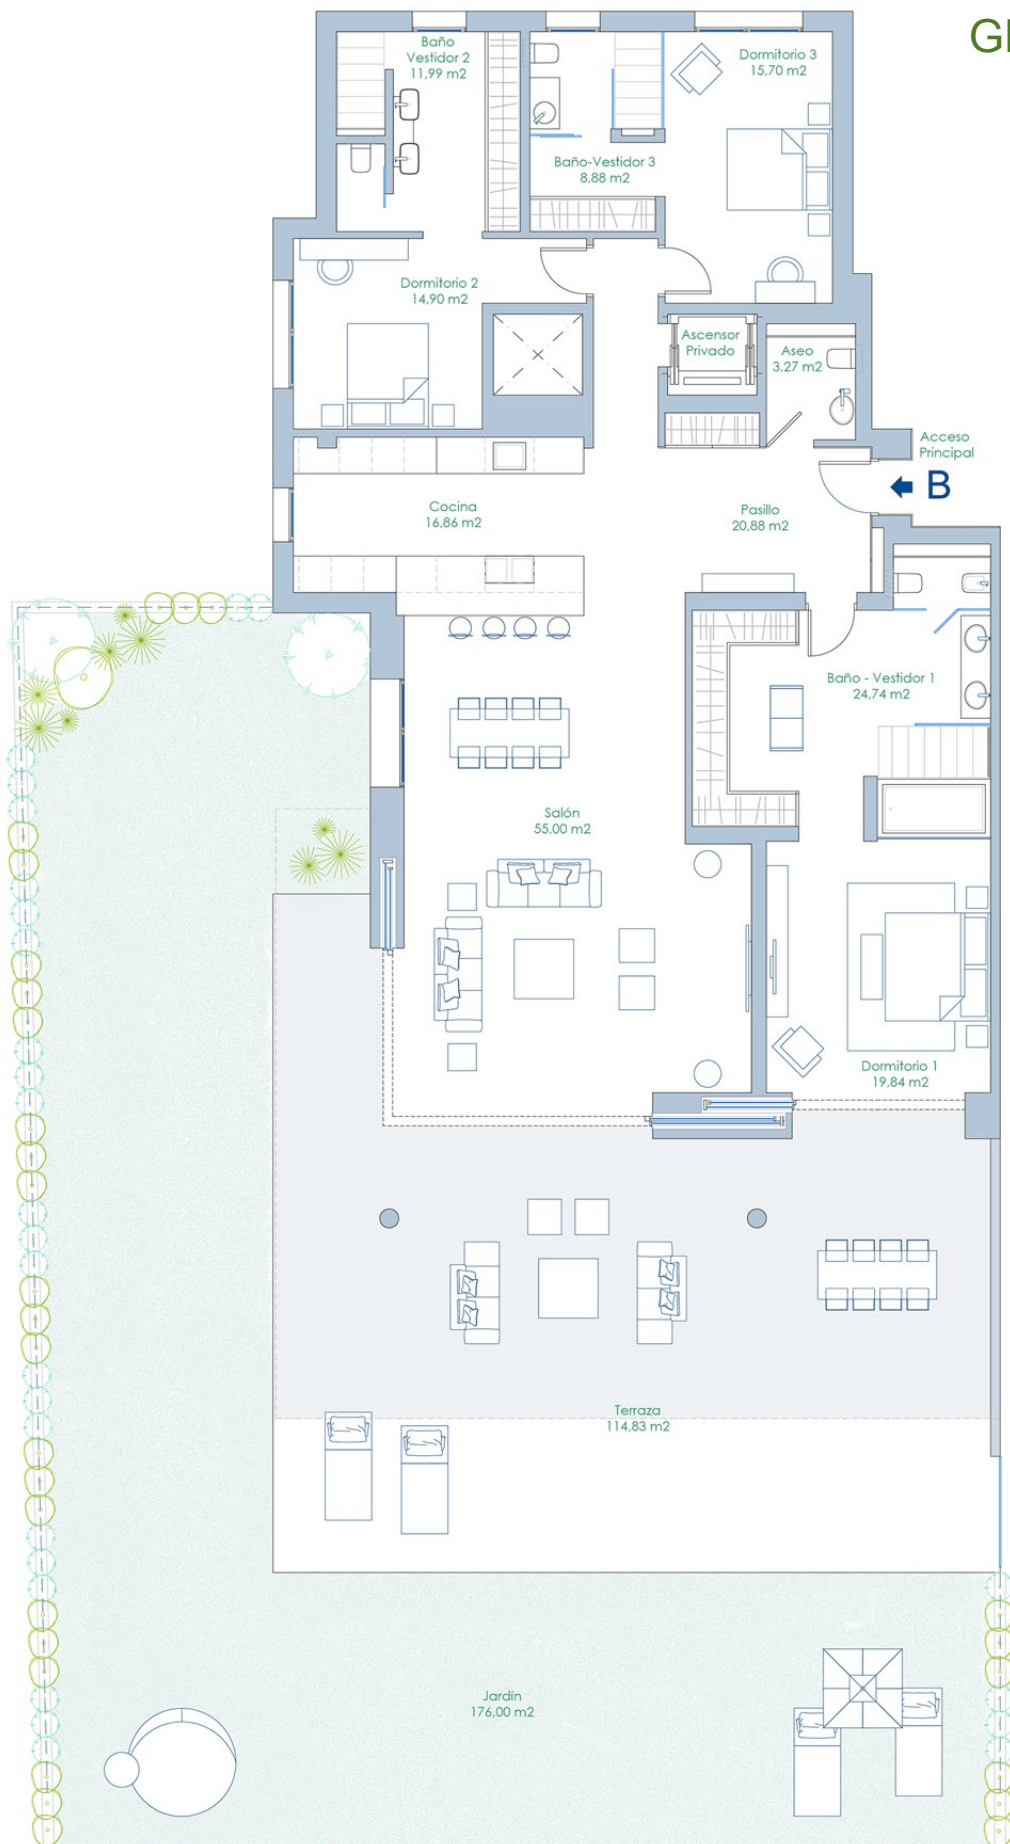 Baño
Vestidor 2
11,99 m2
Dormitorio 3
15,70 m2
Baño-Vestidor 3
8,88 m2
Dormitorio 2
14,90 m2
Ascensor
Privado
Aseo
3,27 m2
Acceso
Principal
B
Cocina
16,86 m2
Pasillo
20,88 m2
Baño - Vestidor 1
24,74 m2
Salón
55,00 m2
Dormitorio 1
19,84 m2
Terraza
114,83 m2
Jardín
176,00 m2